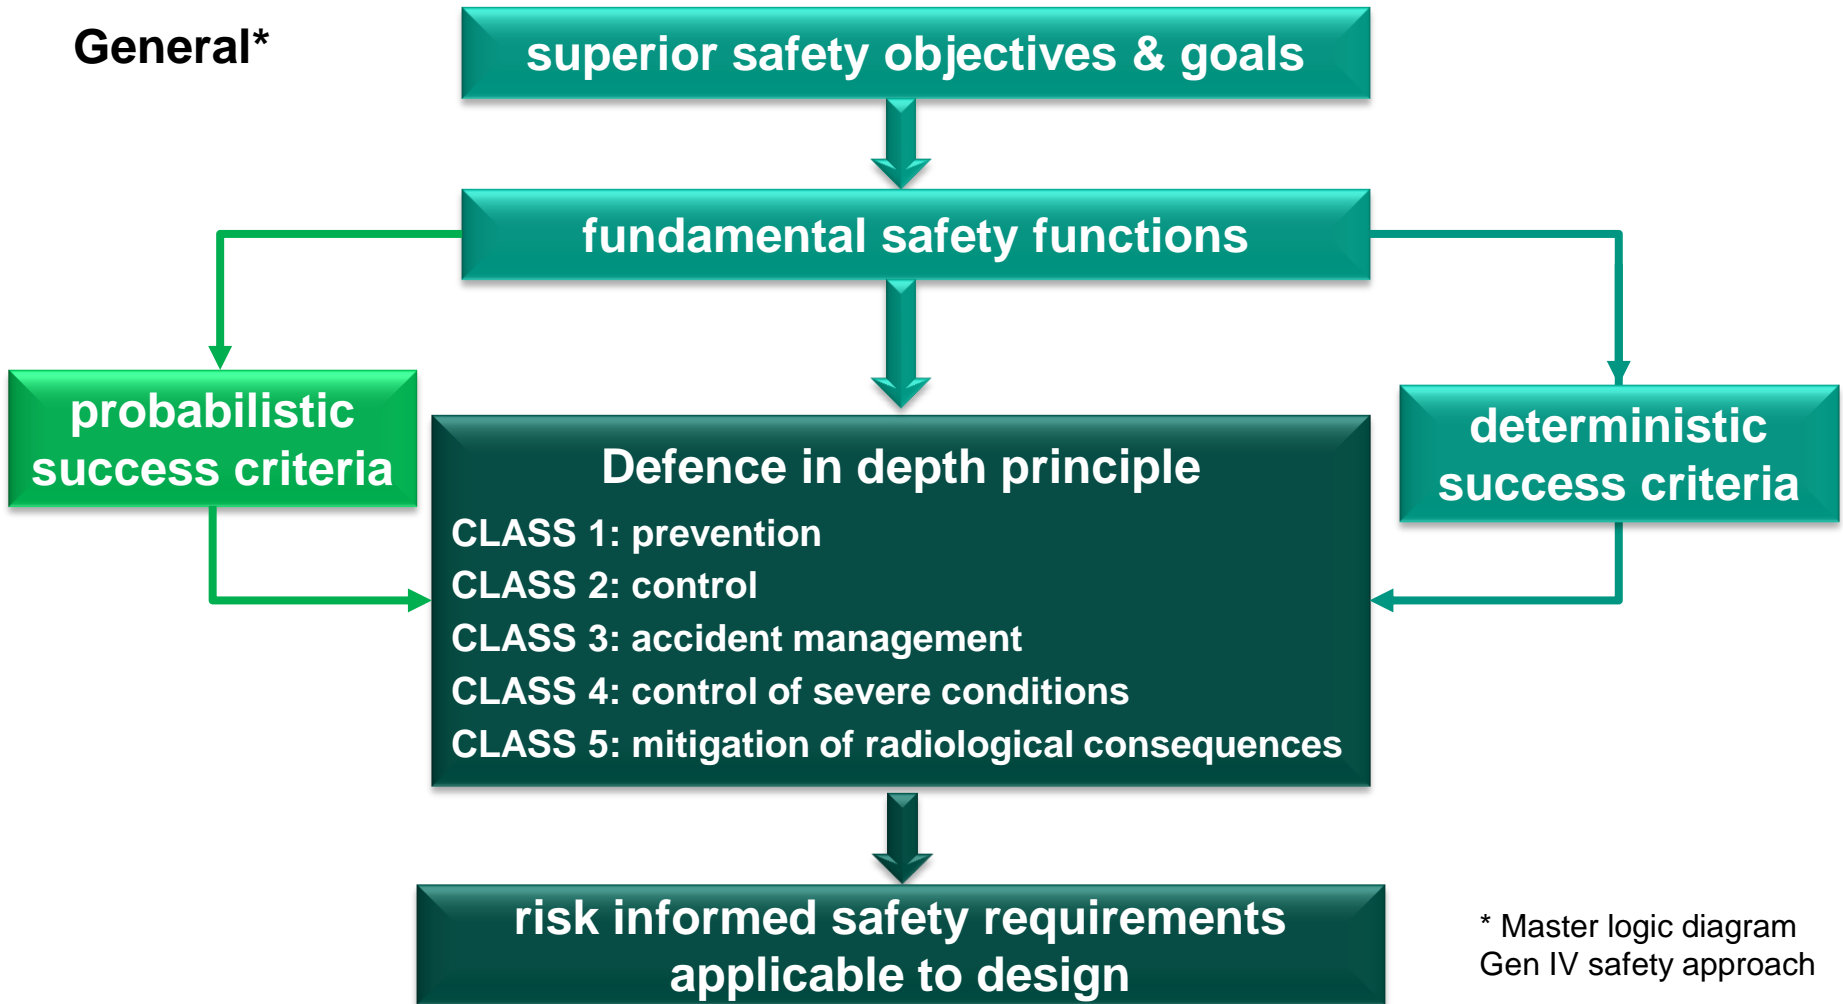 General*
superior safety objectives & goals
fundamental safety functions
probabilistic
success criteria
deterministic
success criteria
Defence in depth principle
CLASS 1: prevention
CLASS 2: control
CLASS 3: accident management
CLASS 4: control of severe conditions
CLASS 5: mitigation of radiological consequences
risk informed safety requirements
applicable to design
* Master logic diagram
Gen IV safety approach